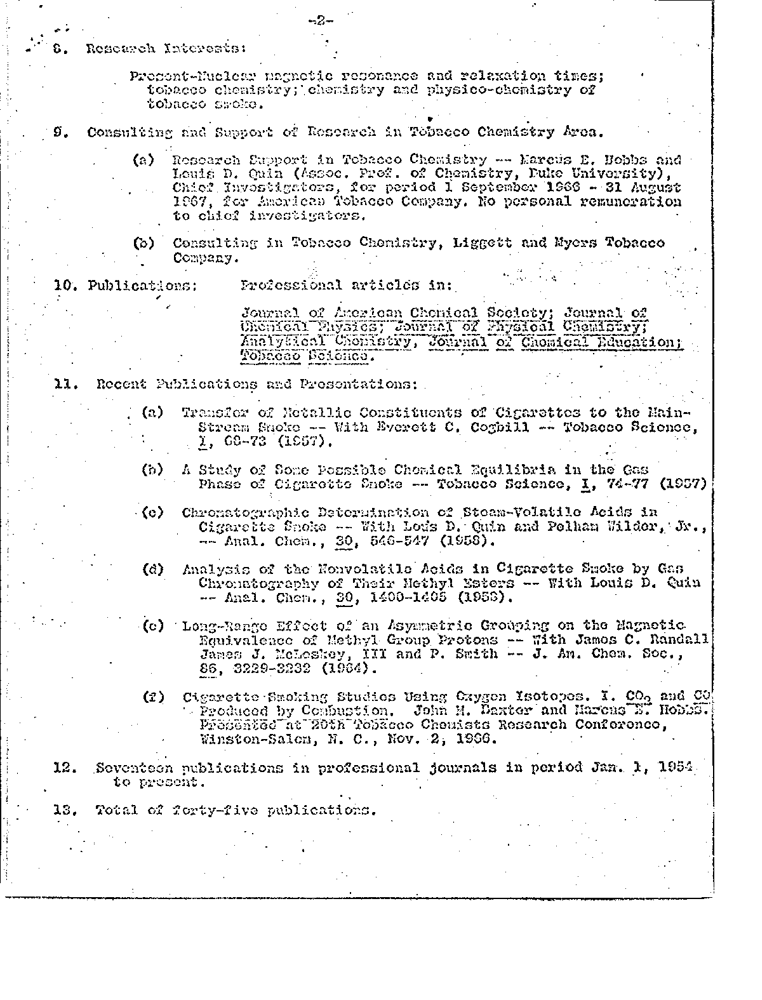 -2-
8. Research Interests:
Present-Nuclear magnetic resonance and relaxation times;
tobacco chemistry; chemistry and physico-chemistry of
tobacco smoke.
9. Consulting and Support of Research in Tobacco Chemistry Area.
(a) Research Support in Tobacco Chemistry -- Marcus E. Hobbs and
Louis D. Quin (Assoc. Prof. of Chemistry, Duke University),
Chief Investigators, for period 1 September 1966 - 31 August
1967, for American Tobacco Company. No personal remuneration
to chief investigators.
(b) Consulting in Tobacco Chemistry, Liggett and Myers Tobacco
Company.
10. Publications: Professional articles in:
Journal of American Chemical Society; Journal of
Chemical Physics; Journal of Physical Chemistry;
Analytical Chemistry, Journal of Chemical Education;
Tobacco Science.
11. Recent Publications and Presentations:
(a) Transfer of Metallic Constituents of Cigarettes to the Main-
Stream Smoke -- With Everett C. Cogbill -- Tobacco Science,
1, 68-73 (1957).
(b) A Study of Some Possible Chemical Equilibria in the Gas
Phase of Cigarette Smoke -- Tobacco Science, 1, 74-77 (1957)
(c) Chromatographic Determination of Steam-Volatile Acids in
Cigarette Smoke -- With Louis D. Quin and Pelham Wilder, Jr.,
-- Anal. Chem., 30, 546-547 (1958).
(d) Analysis of the Nonvolatile Acids in Cigarette Smoke by Gas
Chromatography of Their Methyl Esters -- With Louis D. Quin
-- Anal. Chem., 30, 1400-1405 (1958).
(e) Long-Range Effect of an Asymmetric Grouping on the Magnetic
Equivalence of Methyl Group Protons -- With James C. Randall
James J. McLeskey, III and P. Smith -- J. Am. Chem. Soc.,
86, 3229-3232 (1964).
(f) Cigarette Smoking Studies Using Oxygen Isotopes. I. CO2 and CO
Produced by Combustion. John M. Baxter and Marcus E. Hobbs.
Presented at 20th Tobacco Chemists Research Conference,
Winston-Salem, N. C., Nov. 2, 1966.
12. Seventeen publications in professional journals in period Jan. 1, 1954
to present.
13. Total of forty-five publications.